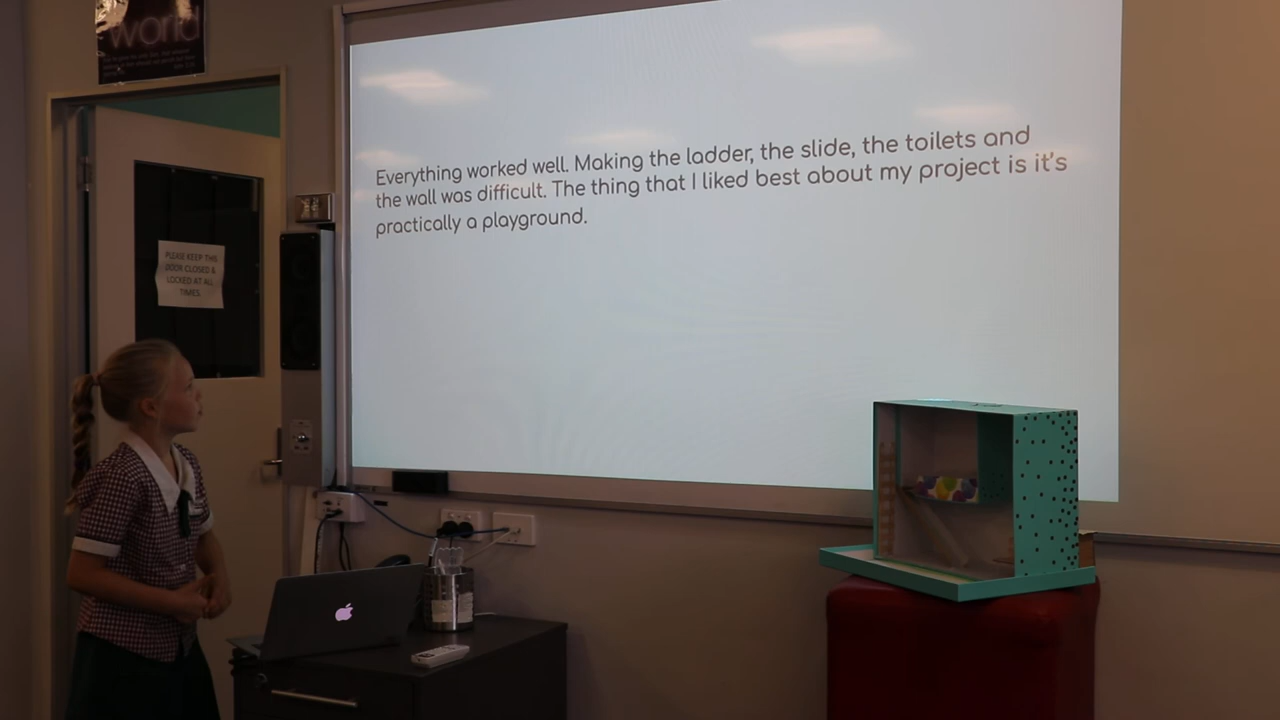 world
Everything worked well. Making the ladder, the slide, the toilets and
the wall was difficult. The thing that I liked best about my project is it's
practically a playground.
PLEASE KEEP THIS
DOOR CLOSED &
LOCKED AT ALL
TIMES